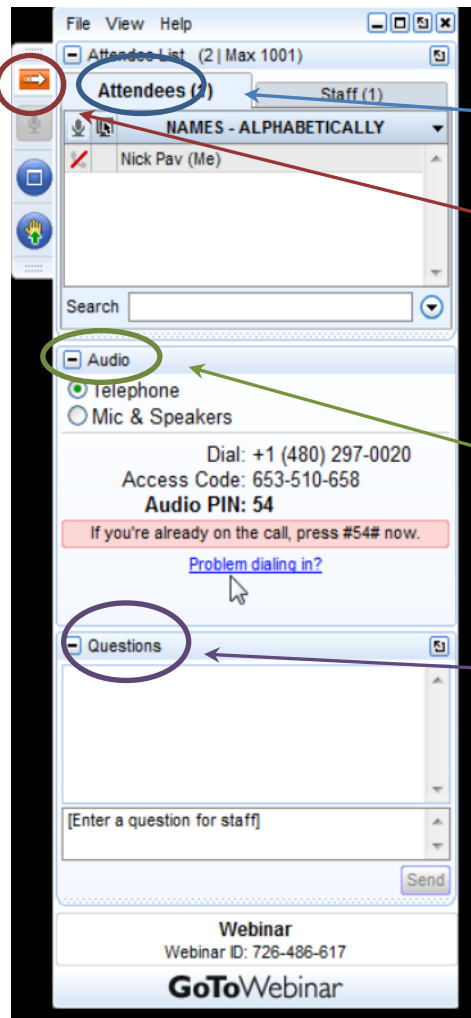 File View Help
Attendee List (2 | Max 1001)
Attendees (2)
Staff (1)
NAMES - ALPHABETICALLY
Nick Pav (Me)
Search
Audio
Telephone
Mic & Speakers
Dial: +1 (480) 297-0020
Access Code: 653-510-658
Audio PIN: 54
If you're already on the call, press #54# now.
Problem dialing in?
Questions
[Enter a question for staff]
Send
Webinar
Webinar ID: 726-486-617
GoToWebinar